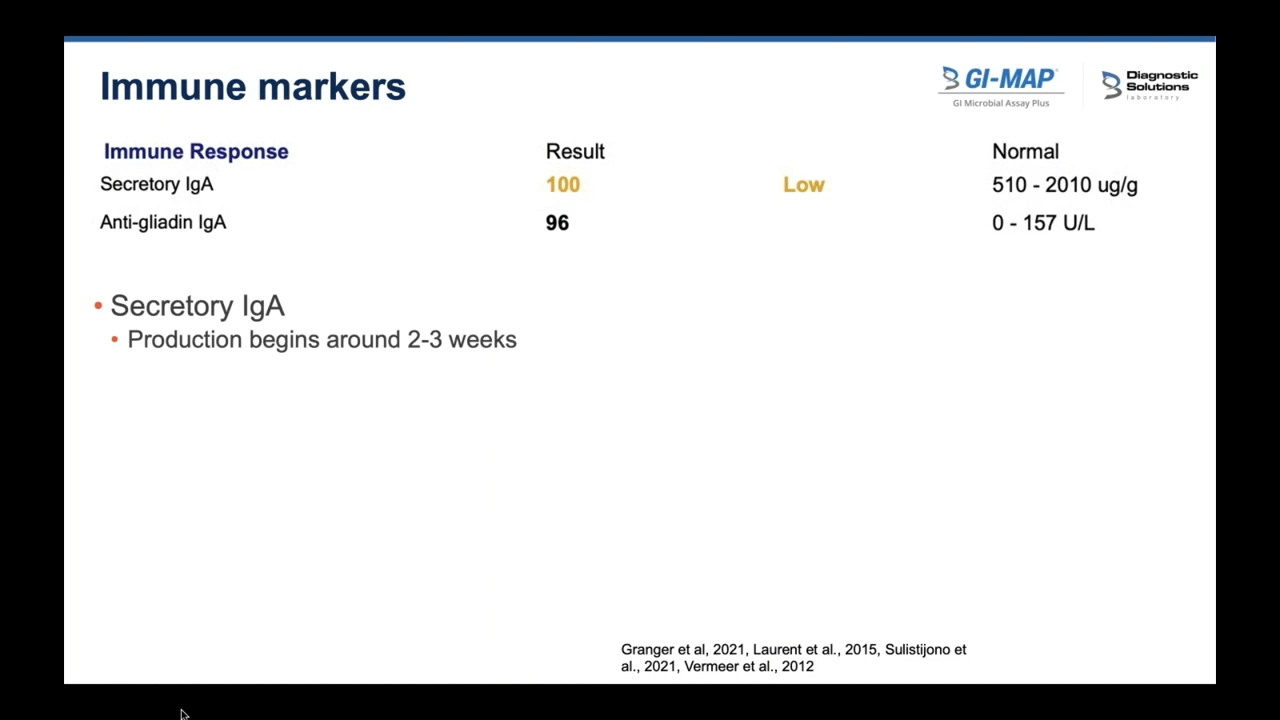 Immune markers
GI-MAP
GI Microbial Assay Plus
Diagnostic
Solutions
laboratory
Immune Response Result Normal
Secretory IgA 100 Low 510 - 2010 ug/g
Anti-gliadin IgA 96 0 - 157 U/L
• Secretory IgA
• Production begins around 2-3 weeks
Granger et al, 2021, Laurent et al., 2015, Sulistijono et
al., 2021, Vermeer et al., 2012